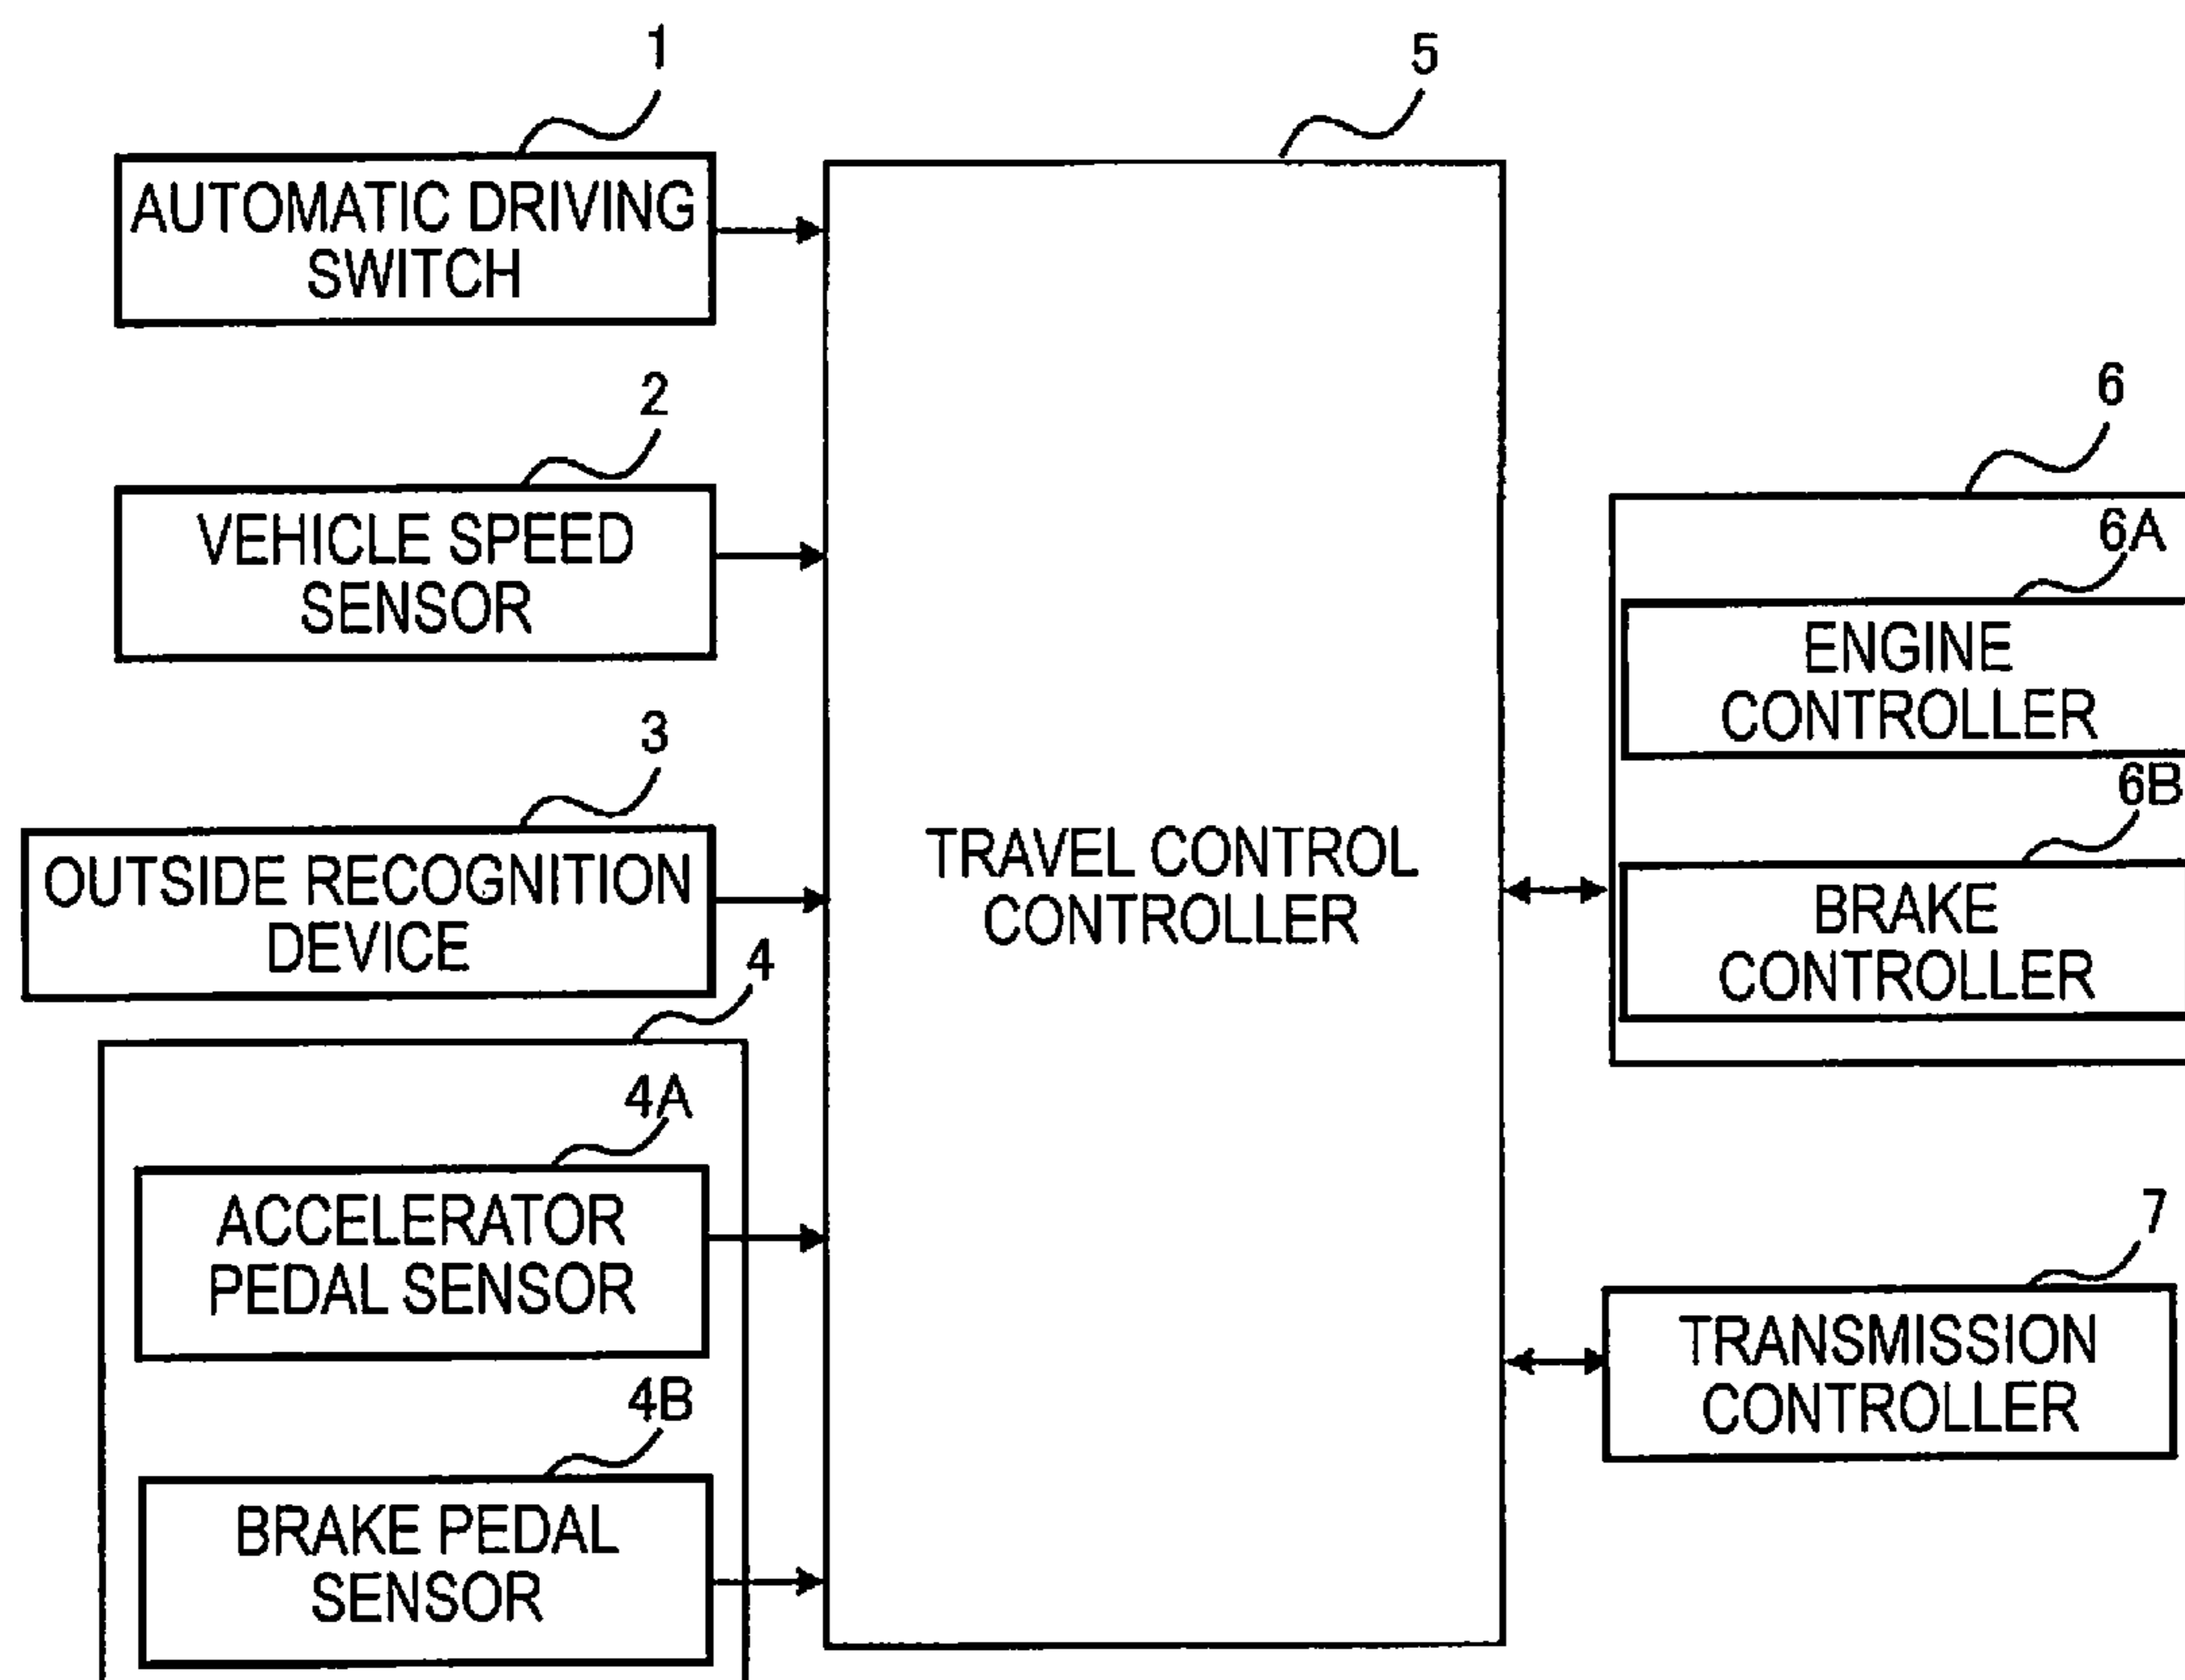 1
AUTOMATIC DRIVING
SWITCH
2
VEHICLE SPEED
SENSOR
3
OUTSIDE RECOGNITION
DEVICE
4
4A
ACCELERATOR
PEDAL SENSOR
4B
BRAKE PEDAL
SENSOR
5
TRAVEL CONTROL
CONTROLLER
6
6A
ENGINE
CONTROLLER
6B
BRAKE
CONTROLLER
7
TRANSMISSION
CONTROLLER